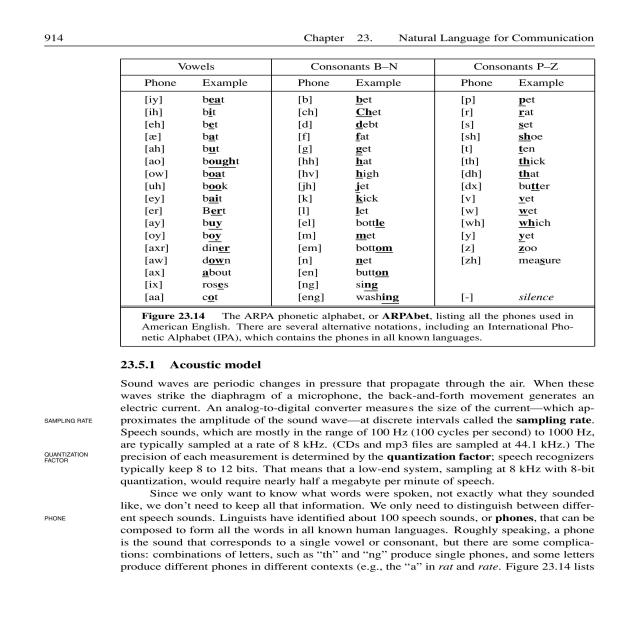 914 Chapter 23. Natural Language for Communication
Vowels Consonants B–N Consonants P–Z
Phone Example Phone Example Phone Example
[iy] beat [b] bet [p] pet
[ih] bit [ch] Chet [r] rat
[eh] bet [d] debt [s] set
[æ] bat [f] fat [sh] shoe
[ah] but [g] get [t] ten
[ao] bought [hh] hat [th] thick
[ow] boat [hv] high [dh] that
[uh] book [jh] jet [dx] butter
[ey] bait [k] kick [v] vet
[er] Bert [l] let [w] wet
[ay] buy [el] bottle [wh] which
[oy] boy [m] met [y] yet
[axr] diner [em] bottom [z] zoo
[aw] down [n] net [zh] measure
[ax] about [en] button
[ix] roses [ng] sing
[aa] cot [eng] washing [-] silence
Figure 23.14 The ARPA phonetic alphabet, or ARPAbet, listing all the phones used in
American English. There are several alternative notations, including an International Pho-
netic Alphabet (IPA), which contains the phones in all known languages.
23.5.1 Acoustic model
Sound waves are periodic changes in pressure that propagate through the air. When these
waves strike the diaphragm of a microphone, the back-and-forth movement generates an
electric current. An analog-to-digital converter measures the size of the current—which ap-
SAMPLING RATE proximates the amplitude of the sound wave—at discrete intervals called the sampling rate.
Speech sounds, which are mostly in the range of 100 Hz (100 cycles per second) to 1000 Hz,
are typically sampled at a rate of 8 kHz. (CDs and mp3 files are sampled at 44.1 kHz.) The
QUANTIZATION FACTOR precision of each measurement is determined by the quantization factor; speech recognizers
typically keep 8 to 12 bits. That means that a low-end system, sampling at 8 kHz with 8-bit
quantization, would require nearly half a megabyte per minute of speech.
Since we only want to know what words were spoken, not exactly what they sounded
like, we don't need to keep all that information. We only need to distinguish between differ-
PHONE ent speech sounds. Linguists have identified about 100 speech sounds, or phones, that can be
composed to form all the words in all known human languages. Roughly speaking, a phone
is the sound that corresponds to a single vowel or consonant, but there are some complica-
tions: combinations of letters, such as "th" and "ng" produce single phones, and some letters
produce different phones in different contexts (e.g., the "a" in rat and rate. Figure 23.14 lists